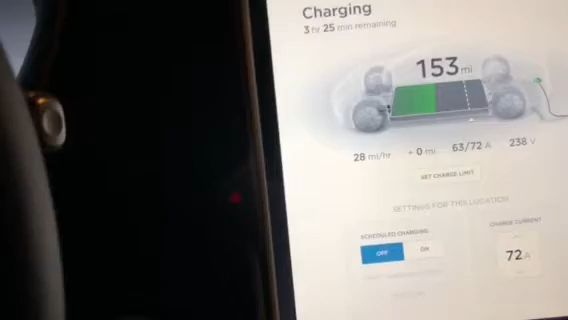 Charging
3 hr 25 min remaining
153 mi
28 mi/hr + 0 mi 63/72 A 238 V
SET CHARGE LIMIT
SETTINGS FOR THIS LOCATION
SCHEDULED CHARGING
OFF ON
CHARGE CURRENT
72 A